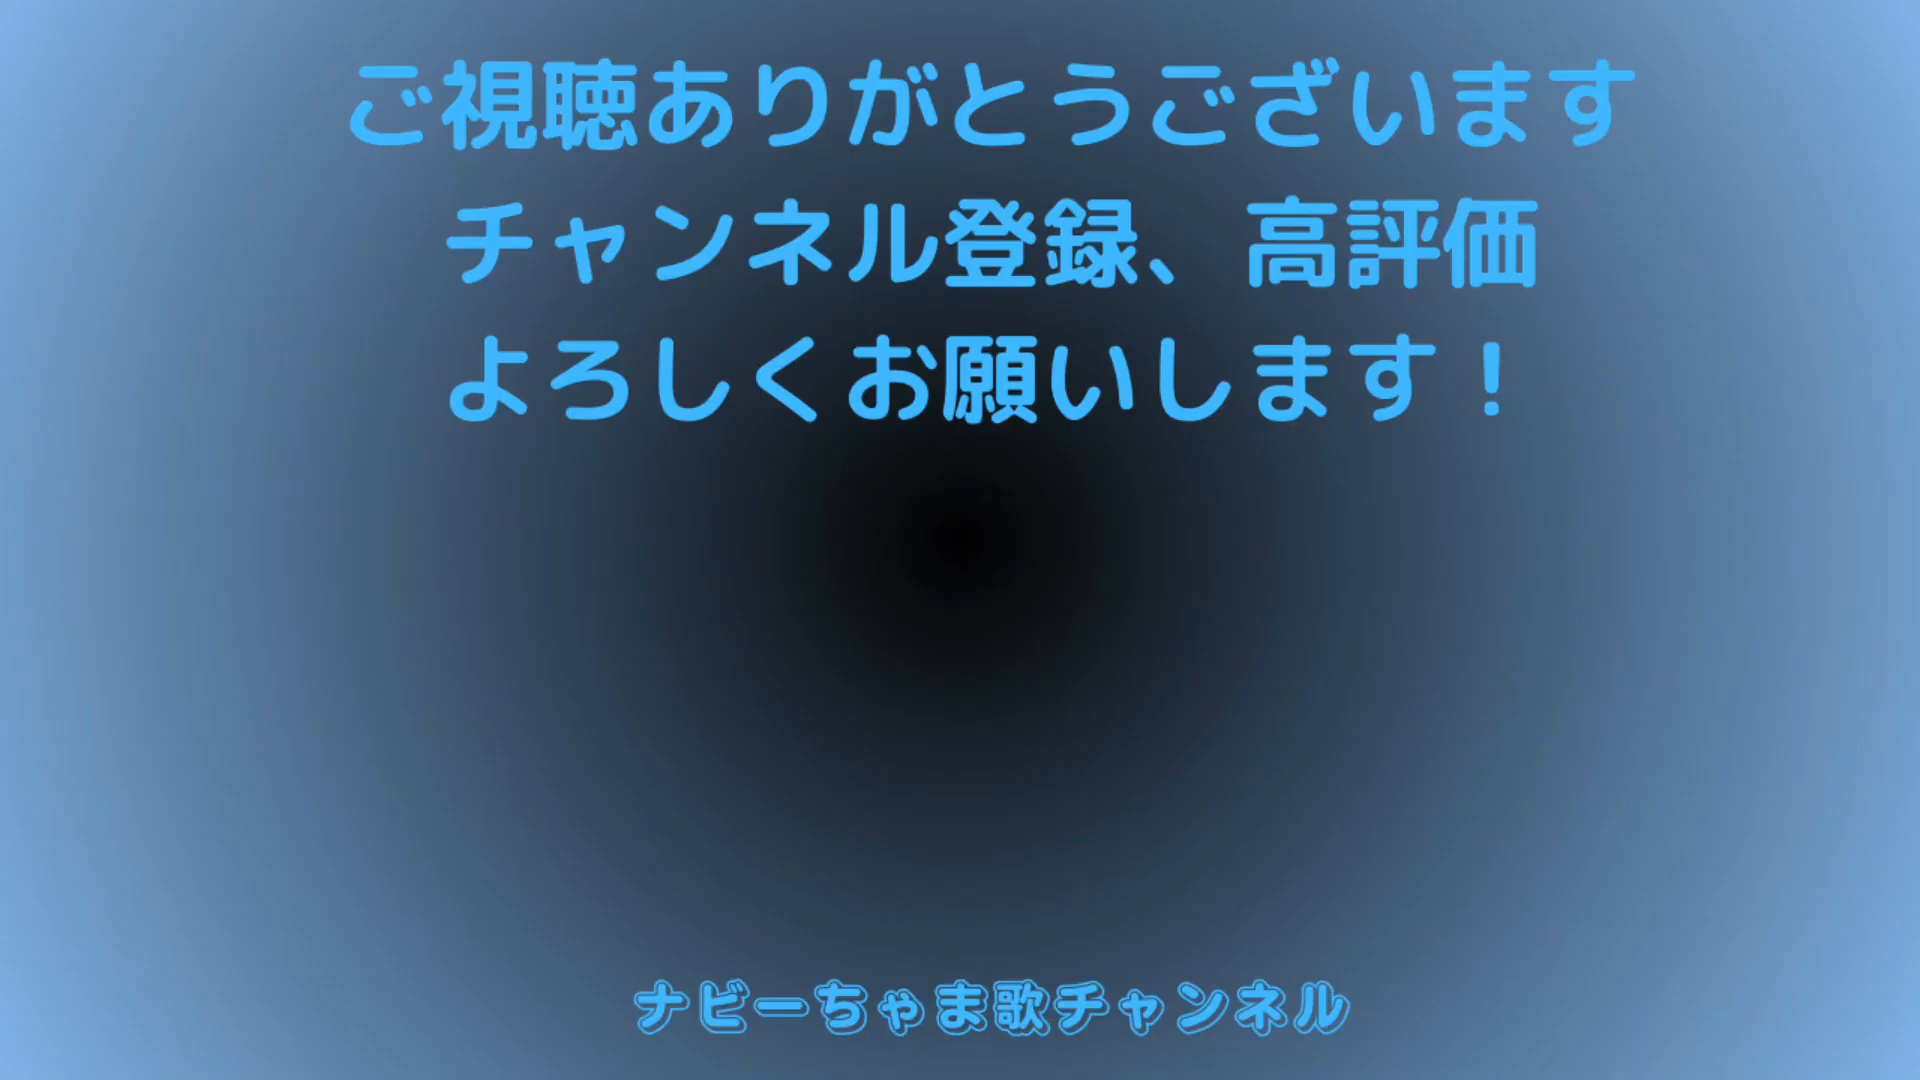 ご視聴ありがとうございます
チャンネル登録、高評価
よろしくお願いします！
ナビーちゃま歌チャンネル